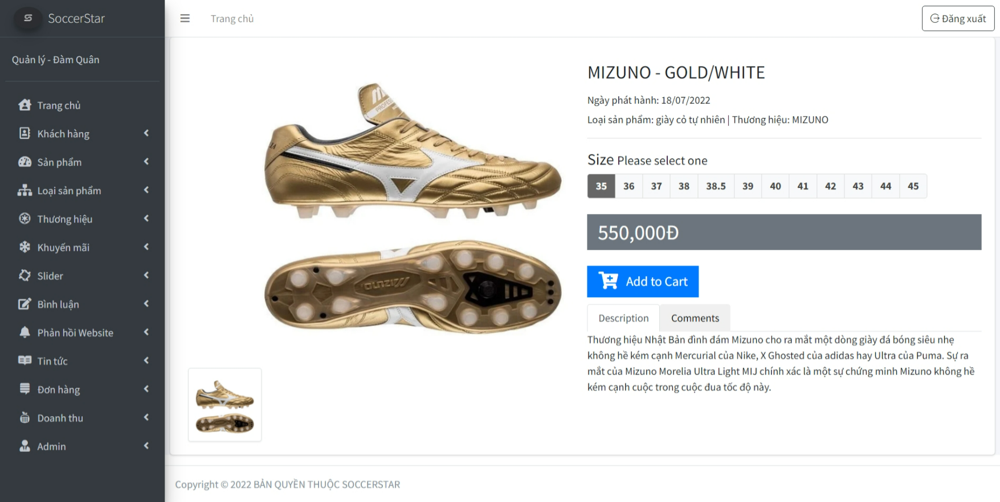 SoccerStar
Trang chủ
Đăng xuất
Quản lý - Đàm Quân
Trang chủ
Khách hàng
Sản phẩm
Loại sản phẩm
Thương hiệu
Khuyến mãi
Slider
Bình luận
Phản hồi Website
Tin tức
Đơn hàng
Doanh thu
Admin
MIZUNO
MIZUNO - GOLD/WHITE
Ngày phát hành: 18/07/2022
Loại sản phẩm: giày cỏ tự nhiên | Thương hiệu: MIZUNO
Size Please select one
35 36 37 38 38.5 39 40 41 42 43 44 45
550,000Đ
Add to Cart
Description Comments
Thương hiệu Nhật Bản đình đám Mizuno cho ra mắt một dòng giày đá bóng siêu nhẹ
không hề kém cạnh Mercurial của Nike, X Ghosted của adidas hay Ultra của Puma. Sự ra
mắt của Mizuno Morelia Ultra Light MIJ chính xác là một sự chứng minh Mizuno không hề
kém cạnh cuộc trong cuộc đua tốc độ này.
Copyright © 2022 BẢN QUYỀN THUỘC SOCCERSTAR